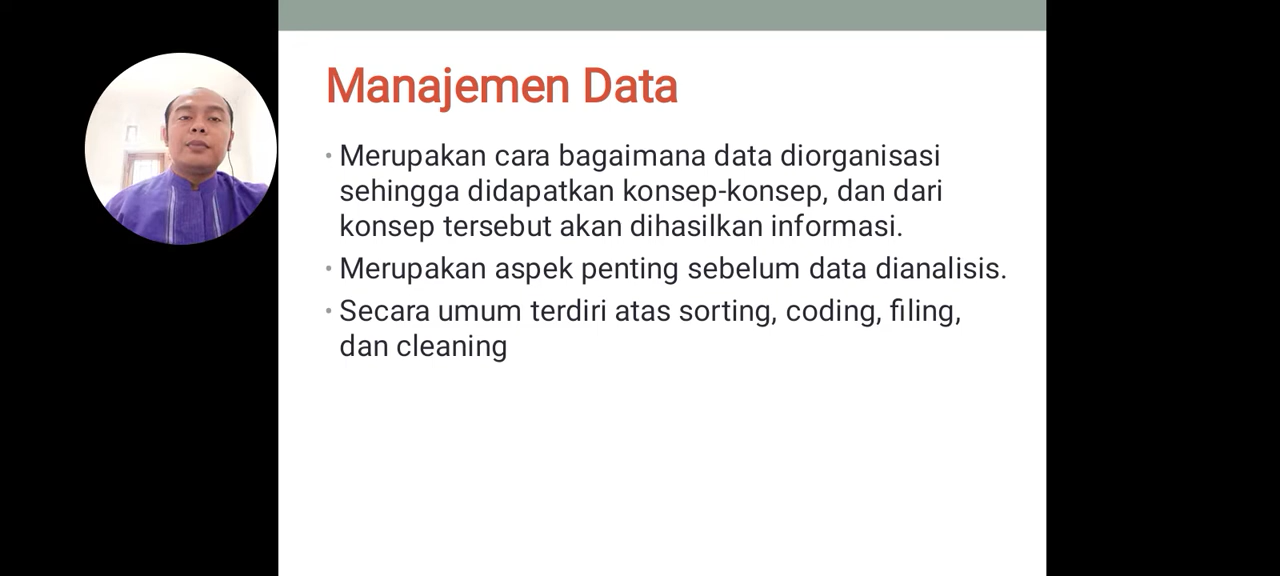 Manajemen Data
• Merupakan cara bagaimana data diorganisasi
sehingga didapatkan konsep-konsep, dan dari
konsep tersebut akan dihasilkan informasi.
• Merupakan aspek penting sebelum data dianalisis.
• Secara umum terdiri atas sorting, coding, filing,
dan cleaning